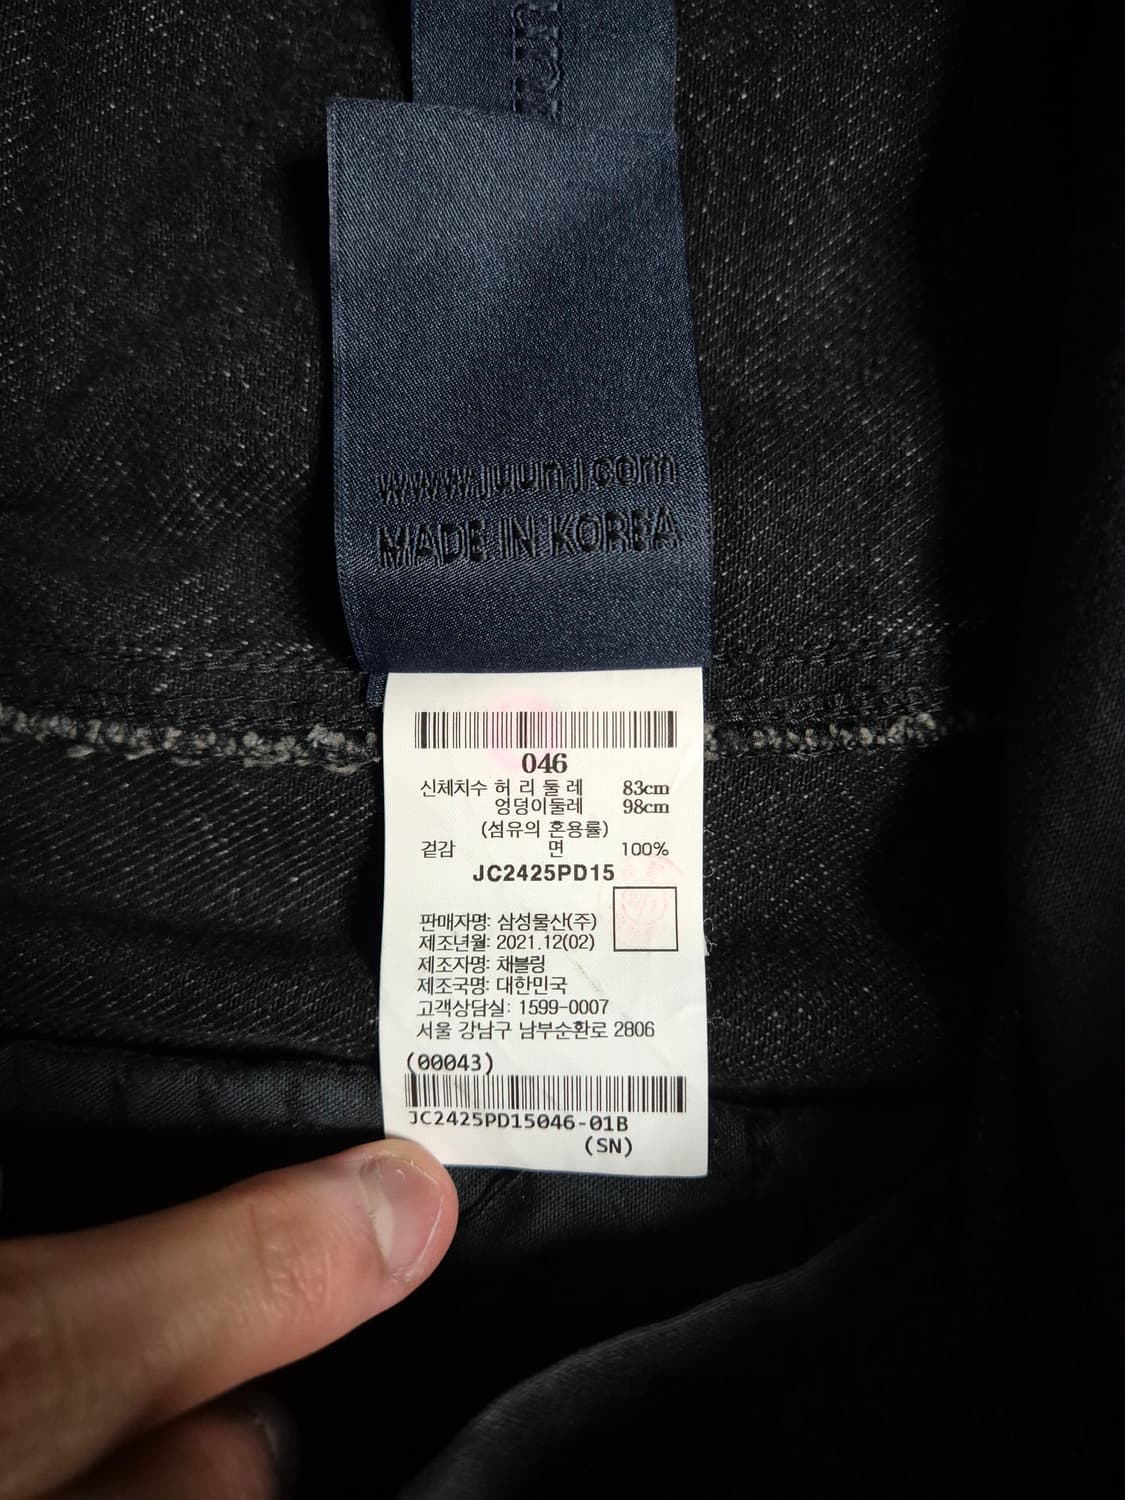 www.juunj.com
MADE IN KOREA
046
신체치수 허 리 둘 레 83cm
엉덩이둘레 98cm
(섬유의 혼용률)
겉감 면 100%
JC2425PD15
판매자명: 삼성물산(주)
제조년월: 2021.12(02)
제조자명: 채블링
제조국명: 대한민국
고객상담실: 1599-0007
서울 강남구 남부순환로 2806
(00043)
JC2425PD15046-01B
(SN)